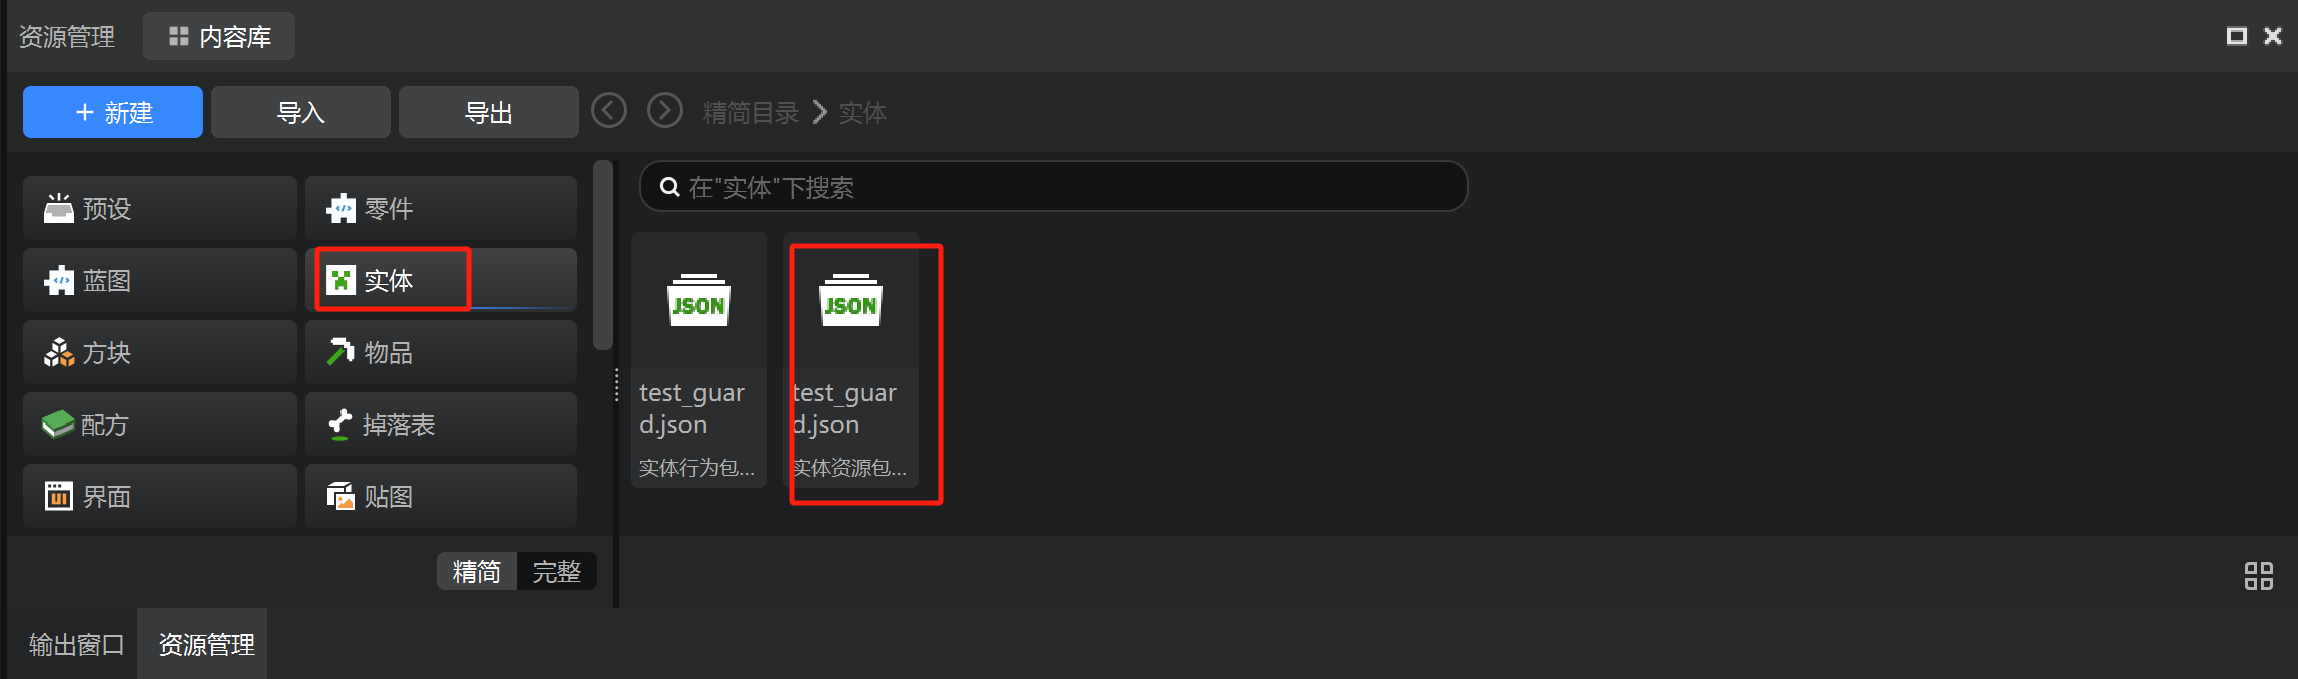 资源管理 内容库
+ 新建 导入 导出 精简目录 > 实体
在"实体"下搜索
预设 零件
蓝图 实体
方块 物品
配方 掉落表
界面 贴图
JSON JSON
test_guar test_guar
d.json d.json
实体行为包... 实体资源包...
精简 完整
输出窗口 资源管理